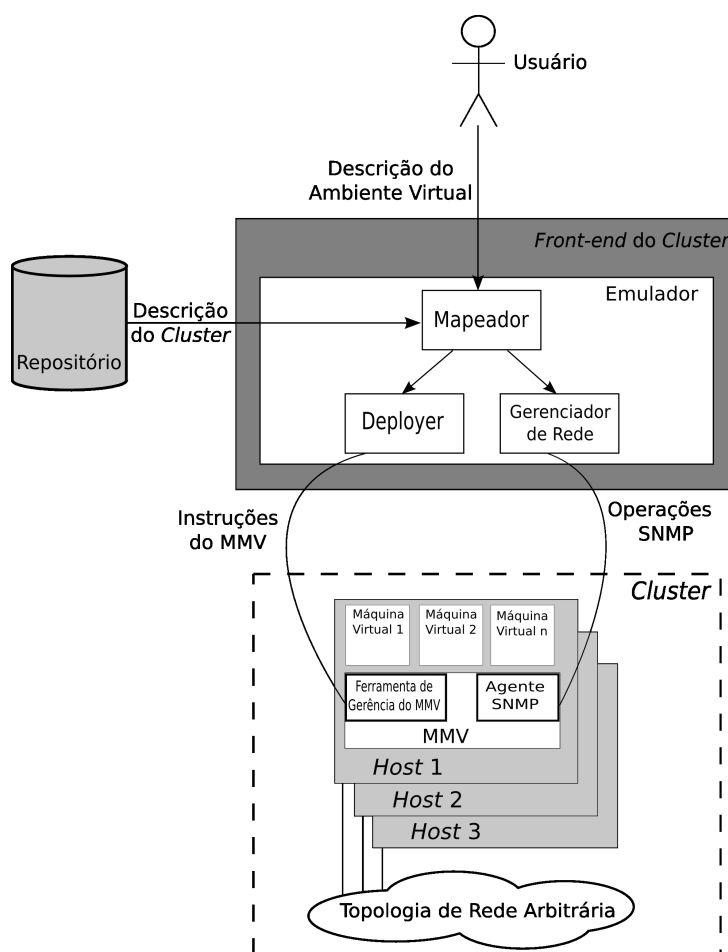 Usuário
Descrição do
Ambiente Virtual
Front-end do Cluster
Emulador
Mapeador
Descrição
do Cluster
Repositório
Deployer
Gerenciador
de Rede
Instruções
do MMV
Operações
SNMP
Cluster
Máquina
Virtual 1
Máquina
Virtual 2
Máquina
Virtual n
Ferramenta de
Gerência do MMV
Agente
SNMP
MMV
Host 1
Host 2
Host 3
Topologia de Rede Arbitrária